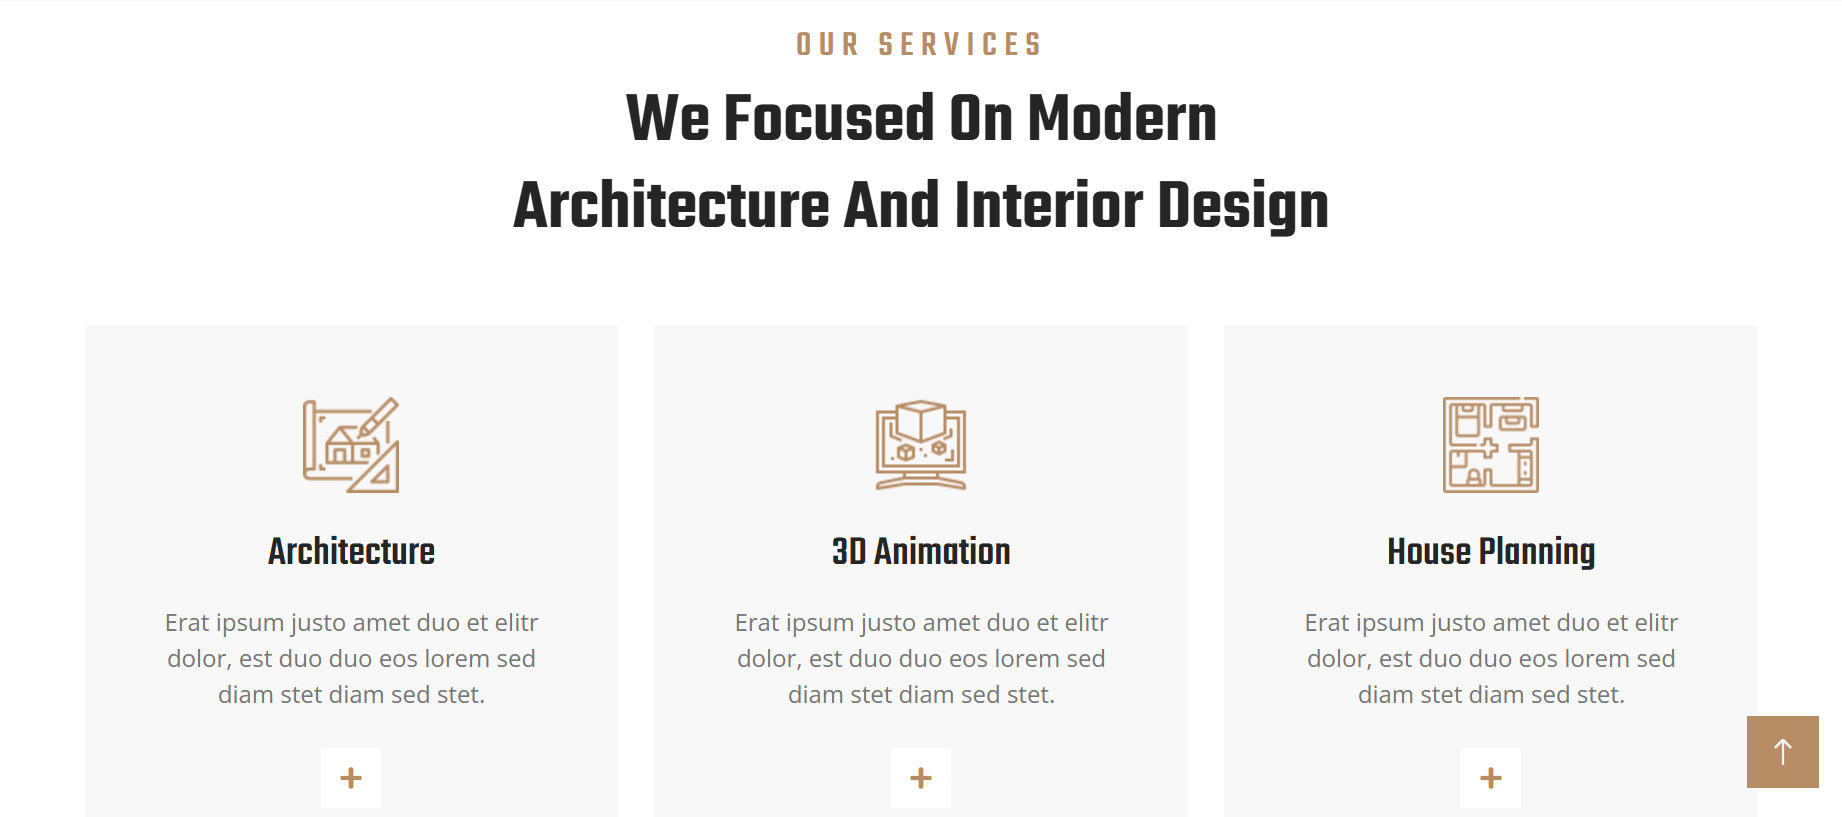 OUR SERVICES
We Focused On Modern
Architecture And Interior Design
Architecture
Erat ipsum justo amet duo et elitr
dolor, est duo duo eos lorem sed
diam stet diam sed stet.
3D Animation
Erat ipsum justo amet duo et elitr
dolor, est duo duo eos lorem sed
diam stet diam sed stet.
House Planning
Erat ipsum justo amet duo et elitr
dolor, est duo duo eos lorem sed
diam stet diam sed stet.